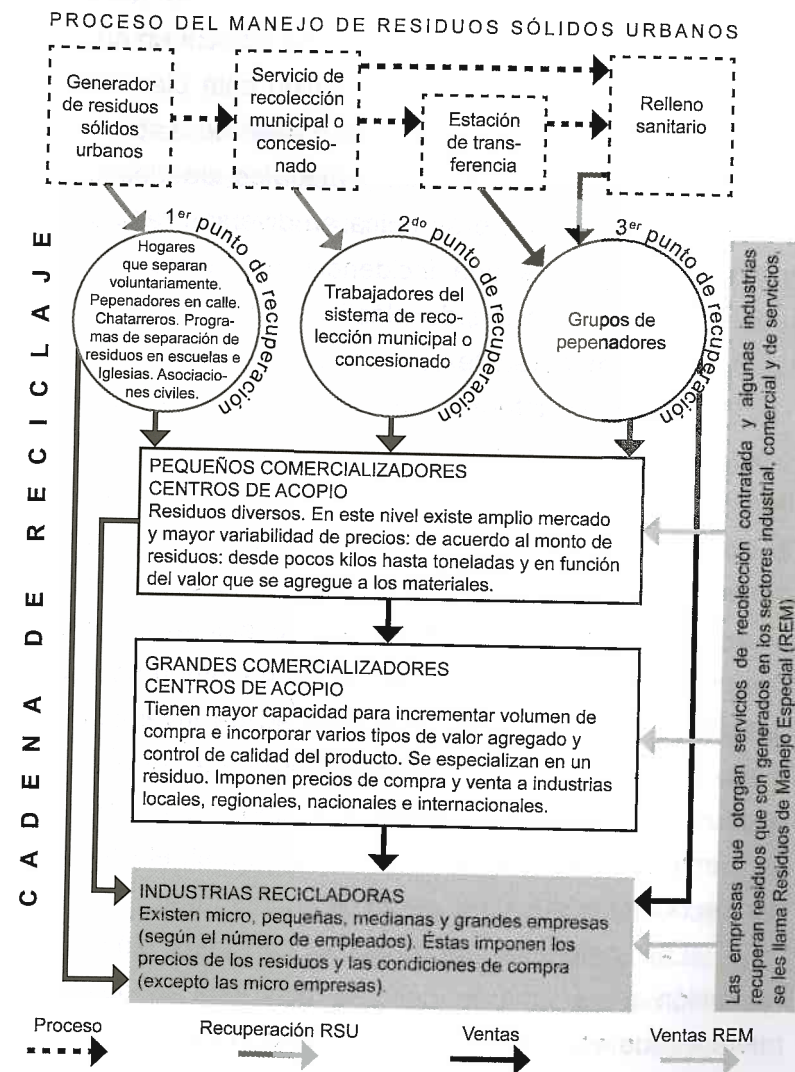 PROCESO DEL MANEJO DE RESIDUOS SÓLIDOS URBANOS
Generador
de residuos
sólidos
urbanos
Servicio de
recolección
municipal o
concesio-
nado
Estación
de trans-
ferencia
Relleno
sanitario
1er punto de recuperación
Hogares
que separan
voluntariamente.
Pepenadores en calle.
Chatarreros. Progra-
mas de separación de
residuos en escuelas e
Iglesias. Asociacio-
nes civiles.
2do punto de recuperación
Trabajadores del
sistema de reco-
lección municipal o
concesionado
3er punto de recuperación
Grupos de
pepenadores
CADENA DE RECICLAJE
PEQUEÑOS COMERCIALIZADORES
CENTROS DE ACOPIO
Residuos diversos. En este nivel existe amplio mercado
y mayor variabilidad de precios: de acuerdo al monto de
residuos: desde pocos kilos hasta toneladas y en función
del valor que se agregue a los materiales.
GRANDES COMERCIALIZADORES
CENTROS DE ACOPIO
Tienen mayor capacidad para incrementar volumen de
compra e incorporar varios tipos de valor agregado y
control de calidad del producto. Se especializan en un
residuo. Imponen precios de compra y venta a industrias
locales, regionales, nacionales e internacionales.
INDUSTRIAS RECICLADORAS
Existen micro, pequeñas, medianas y grandes empresas
(según el número de empleados). Éstas imponen los
precios de los residuos y las condiciones de compra
(excepto las micro empresas).
Las empresas que otorgan servicios de recolección contratada y algunas industrias
recuperan residuos que son generados en los sectores industrial, comercial y de servicios,
se les llama Residuos de Manejo Especial (REM)
Proceso
Recuperación RSU
Ventas
Ventas REM